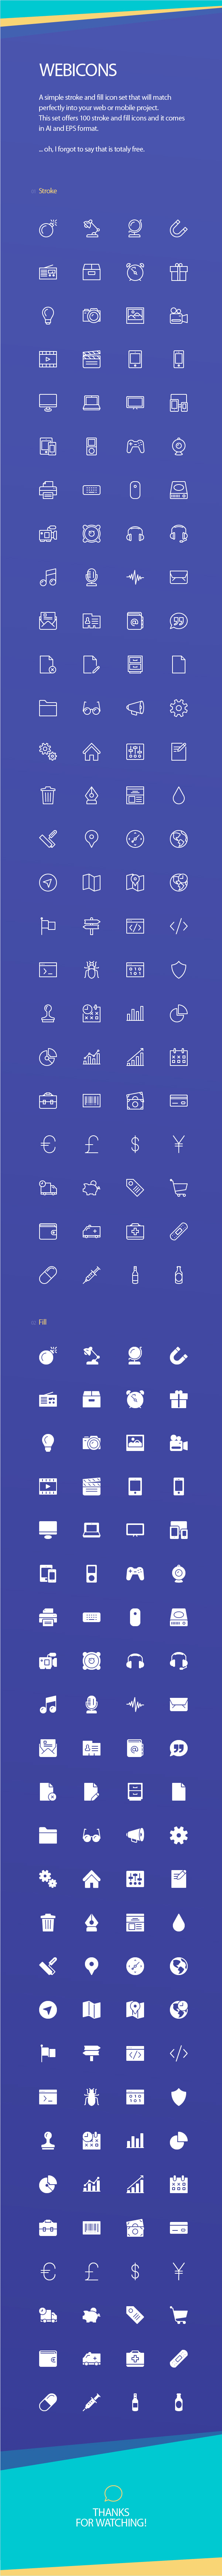 WEBICONS
A simple stroke and fill icon set that will match
perfectly into your web or mobile project.
This set offers 100 stroke and fill icons and it comes
in AI and EPS format.
... oh, I forgot to say that is totaly free.
Stroke
Fill
THANKS
FOR WATCHING!